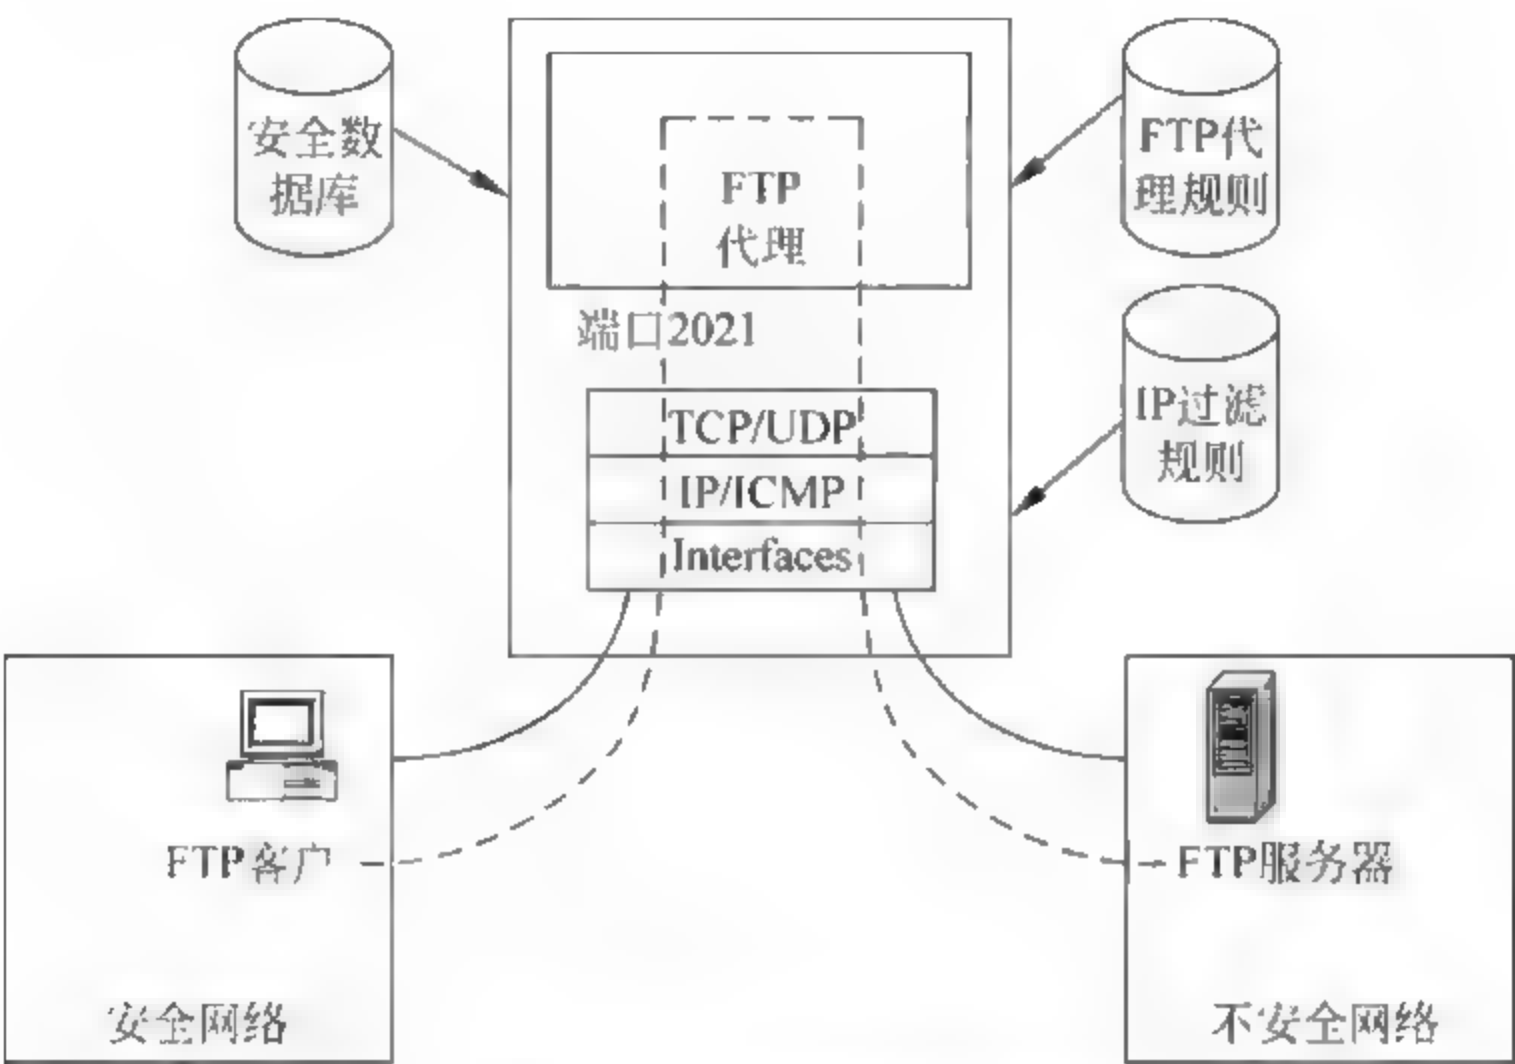 安全数
据库
FTP
代理
FTP代
理规则
端口2021
IP过滤
规则
TCP/UDP
IP/ICMP
Interfaces
FTP客户
FTP服务器
安全网络
不安全网络